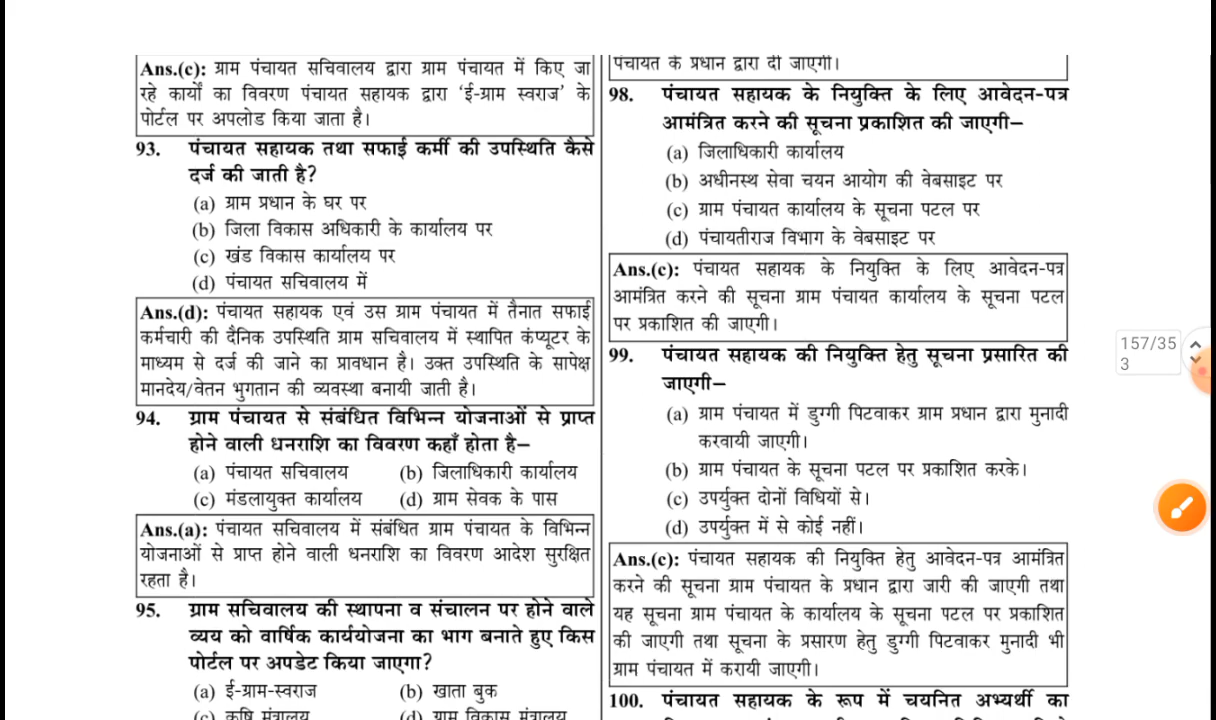 Ans.(c): ग्राम पंचायत सचिवालय द्वारा ग्राम पंचायत में किए जा
रहे कार्यों का विवरण पंचायत सहायक द्वारा ‘ई-ग्राम स्वराज’ के
पोर्टल पर अपलोड किया जाता है।
93. पंचायत सहायक तथा सफाई कर्मी की उपस्थिति कैसे
दर्ज की जाती है?
(a) ग्राम प्रधान के घर पर
(b) जिला विकास अधिकारी के कार्यालय पर
(c) खंड विकास कार्यालय पर
(d) पंचायत सचिवालय में
Ans.(d): पंचायत सहायक एवं उस ग्राम पंचायत में तैनात सफाई
कर्मचारी की दैनिक उपस्थिति ग्राम सचिवालय में स्थापित कंप्यूटर के
माध्यम से दर्ज की जाने का प्रावधान है। उक्त उपस्थिति के सापेक्ष
मानदेय/वेतन भुगतान की व्यवस्था बनायी जाती है।
94. ग्राम पंचायत से संबंधित विभिन्न योजनाओं से प्राप्त
होने वाली धनराशि का विवरण कहाँ होता है–
(a) पंचायत सचिवालय (b) जिलाधिकारी कार्यालय
(c) मंडलायुक्त कार्यालय (d) ग्राम सेवक के पास
Ans.(a): पंचायत सचिवालय में संबंधित ग्राम पंचायत के विभिन्न
योजनाओं से प्राप्त होने वाली धनराशि का विवरण आदेश सुरक्षित
रहता है।
95. ग्राम सचिवालय की स्थापना व संचालन पर होने वाले
व्यय को वार्षिक कार्ययोजना का भाग बनाते हुए किस
पोर्टल पर अपडेट किया जाएगा?
(a) ई-ग्राम-स्वराज (b) खाता बुक
(c) कृषि मंत्रालय (d) ग्राम विकास मंत्रालय
पंचायत के प्रधान द्वारा दी जाएगी।
98. पंचायत सहायक के नियुक्ति के लिए आवेदन-पत्र
आमंत्रित करने की सूचना प्रकाशित की जाएगी–
(a) जिलाधिकारी कार्यालय
(b) अधीनस्थ सेवा चयन आयोग की वेबसाइट पर
(c) ग्राम पंचायत कार्यालय के सूचना पटल पर
(d) पंचायतीराज विभाग के वेबसाइट पर
Ans.(c): पंचायत सहायक के नियुक्ति के लिए आवेदन-पत्र
आमंत्रित करने की सूचना ग्राम पंचायत कार्यालय के सूचना पटल
पर प्रकाशित की जाएगी।
99. पंचायत सहायक की नियुक्ति हेतु सूचना प्रसारित की
जाएगी–
(a) ग्राम पंचायत में डुग्गी पिटवाकर ग्राम प्रधान द्वारा मुनादी
करवायी जाएगी।
(b) ग्राम पंचायत के सूचना पटल पर प्रकाशित करके।
(c) उपर्युक्त दोनों विधियों से।
(d) उपर्युक्त में से कोई नहीं।
Ans.(c): पंचायत सहायक की नियुक्ति हेतु आवेदन-पत्र आमंत्रित
करने की सूचना ग्राम पंचायत के प्रधान द्वारा जारी की जाएगी तथा
यह सूचना ग्राम पंचायत के कार्यालय के सूचना पटल पर प्रकाशित
की जाएगी तथा सूचना के प्रसारण हेतु डुग्गी पिटवाकर मुनादी भी
ग्राम पंचायत में करायी जाएगी।
100. पंचायत सहायक के रूप में चयनित अभ्यर्थी का
157/35
3